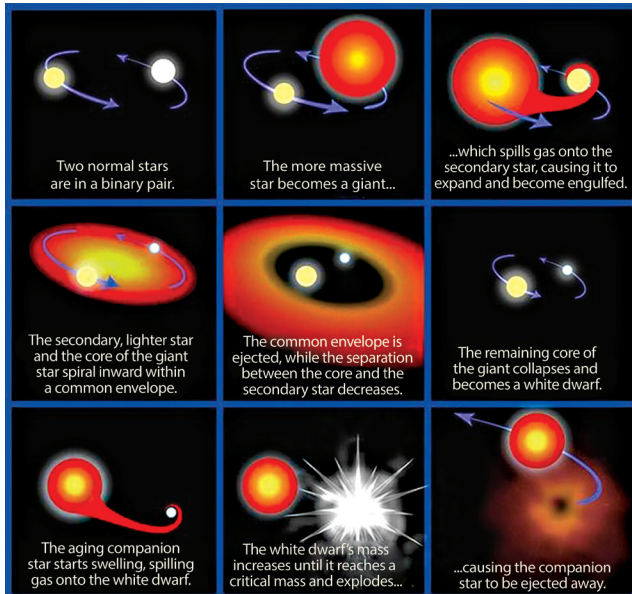 Two normal stars
are in a binary pair.
The more massive
star becomes a giant...
...which spills gas onto the
secondary star, causing it to
expand and become engulfed.
The secondary, lighter star
and the core of the giant
star spiral inward within
a common envelope.
The common envelope is
ejected, while the separation
between the core and the
secondary star decreases.
The remaining core of
the giant collapses and
becomes a white dwarf.
The aging companion
star starts swelling, spilling
gas onto the white dwarf.
The white dwarf's mass
increases until it reaches a
critical mass and explodes...
...causing the companion
star to be ejected away.